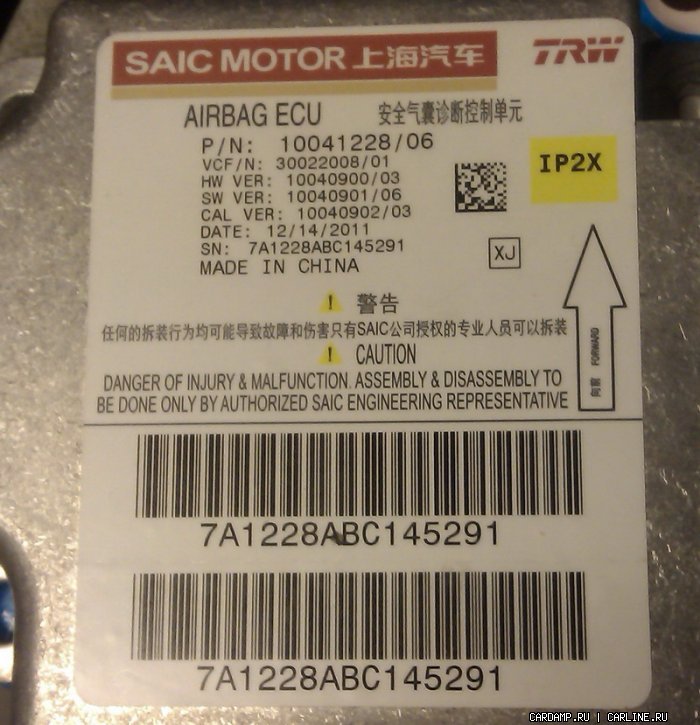 SAIC MOTOR 上海汽车
TRW
AIRBAG ECU 安全气囊诊断控制单元
P/N: 10041228/06
VCF/N: 30022008/01
HW VER: 10040900/03
SW VER: 10040901/06
CAL VER: 10040902/03
DATE: 12/14/2011
SN: 7A1228ABC145291
MADE IN CHINA
IP2X
XJ
向前 FORWARD
警告
任何的拆装行为均可能导致故障和伤害只有SAIC公司授权的专业人员可以拆装
CAUTION
DANGER OF INJURY & MALFUNCTION. ASSEMBLY & DISASSEMBLY TO
BE DONE ONLY BY AUTHORIZED SAIC ENGINEERING REPRESENTATIVE
7A1228ABC145291
7A1228ABC145291
CARDAMP.RU | CARLINE.RU